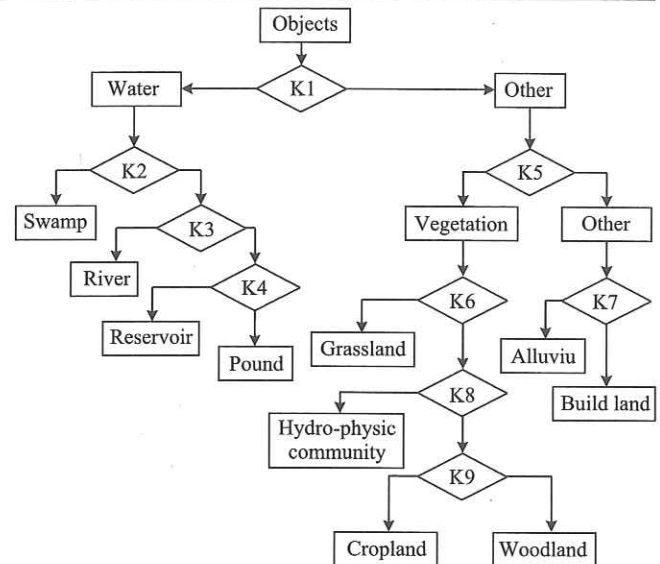 Objects
Water
K1
Other
K2
K5
Swamp
K3
Vegetation
Other
River
K4
K6
K7
Reservoir
Pound
Grassland
Alluviu
K8
Build land
Hydro-physic
community
K9
Cropland
Woodland